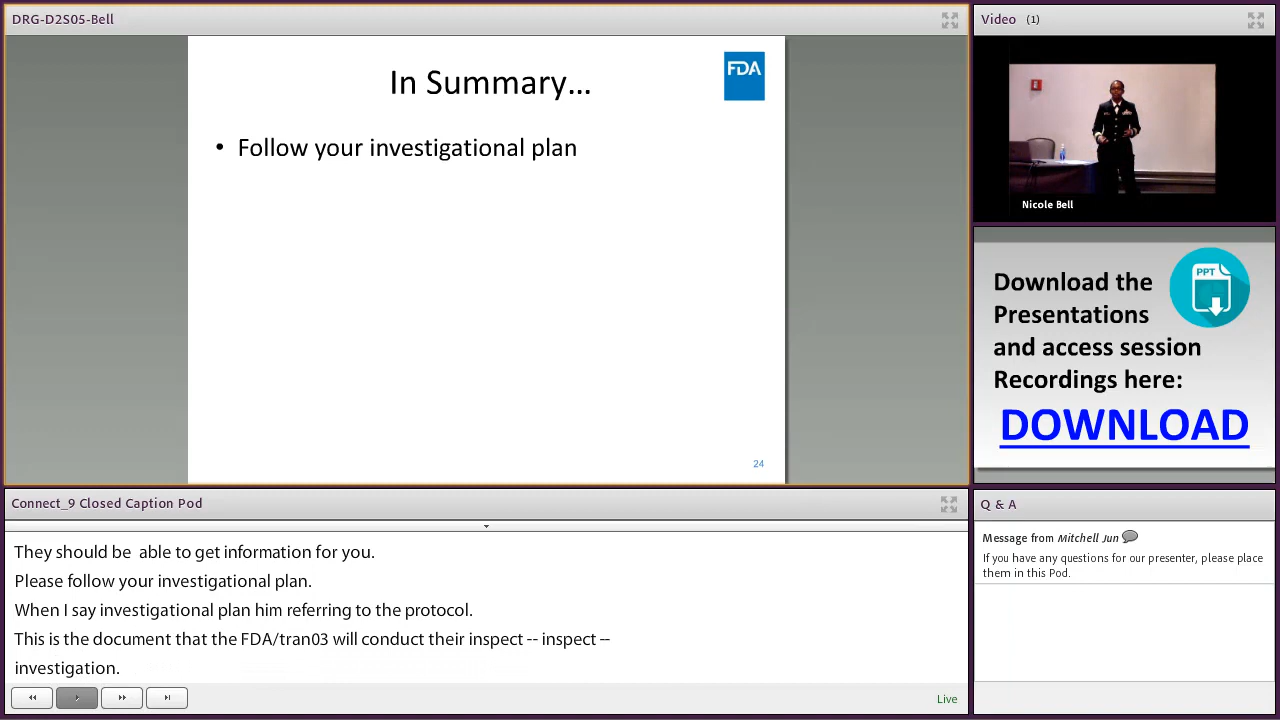 DRG-D2S05-Bell
In Summary…
FDA
• Follow your investigational plan
24
Video (1)
Nicole Bell
Download the
Presentations
and access session
Recordings here:
DOWNLOAD
PPT
Connect_9 Closed Caption Pod
They should be  able to get information for you.
Please follow your investigational plan.
When I say investigational plan him referring to the protocol.
This is the document that the FDA/tran03 will conduct their inspect -- inspect --
investigation.
Live
Q & A
Message from Mitchell Jun
If you have any questions for our presenter, please place
them in this Pod.